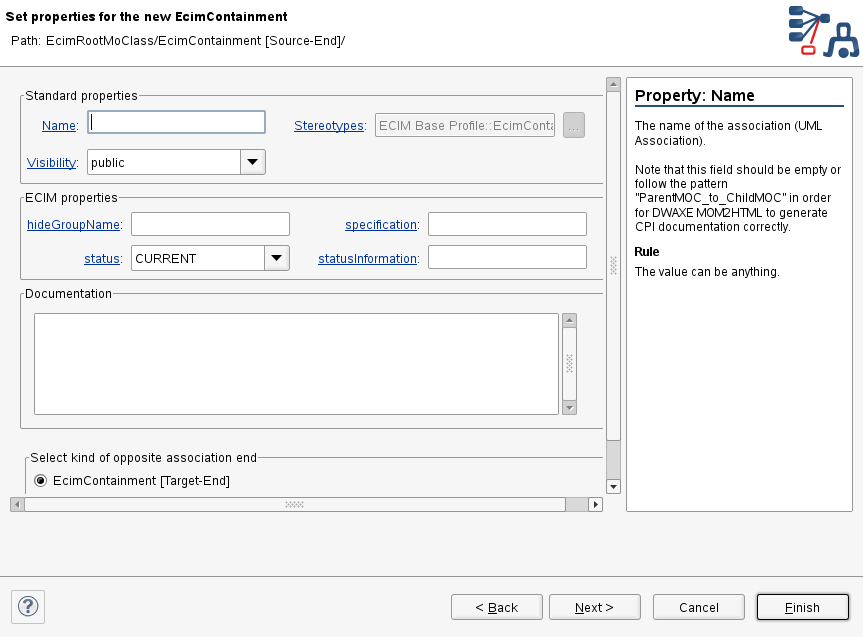 Set properties for the new EcimContainment
Path: EcimRootMoClass/EcimContainment [Source-End]/
Standard properties
Name:
Stereotypes: ECIM Base Profile::EcimConta ...
Visibility: public
ECIM properties
hideGroupName:
specification:
status: CURRENT
statusInformation:
Documentation
Select kind of opposite association end
EcimContainment [Target-End]
Property: Name
The name of the association (UML
Association).
Note that this field should be empty or
follow the pattern
"ParentMOC_to_ChildMOC" in order
for DWAXE MOM2HTML to generate
CPI documentation correctly.
Rule
The value can be anything.
?
< Back
Next >
Cancel
Finish